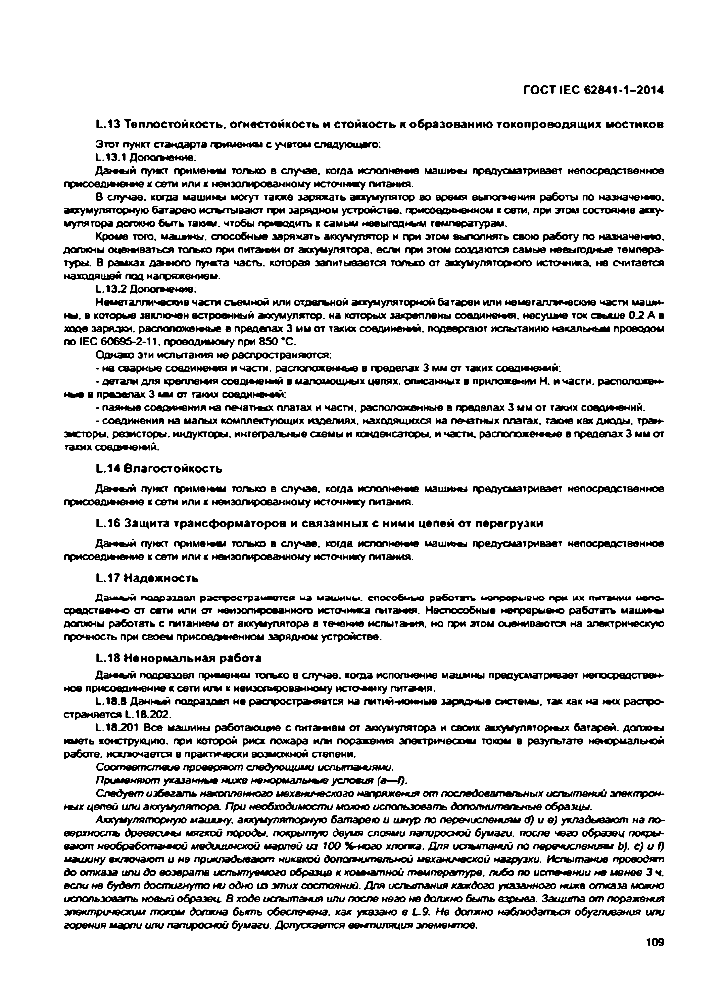 ГОСТ IEC 62841-1–2014
L.13 Теплостойкость, огнестойкость и стойкость к образованию токопроводящих мостиков
Этот пункт стандарта применим с учетом следующего:
L.13.1 Дополнение:
Данный пункт применим только в случае, когда исполнение машины предусматривает непосредственное
присоединение к сети или к неизолированному источнику питания.
В случае, когда машины могут также заряжать аккумулятор во время выполнения работы по назначению,
аккумуляторную батарею испытывают при зарядном устройстве, присоединенном к сети, при этом состояние акку-
мулятора должно быть таким, чтобы приводить к самым невыгодным температурам.
Кроме того, машины, способные заряжать аккумулятор и при этом выполнять свою работу по назначению,
должны оцениваться только при питании от аккумулятора, если при этом создаются самые невыгодные темпера-
туры. В рамках данного пункта часть, которая запитывается только от аккумуляторного источника, не считается
находящей под напряжением.
L.13.2 Дополнение:
Неметаллические части съемной или отдельной аккумуляторной батареи или неметаллические части маши-
ны, в которые заключен встроенный аккумулятор, на которых закреплены соединения, несущие ток свыше 0.2 А в
ходе зарядки, расположенные в пределах 3 мм от таких соединений, подвергают испытанию накальным проводом
по IEC 60695-2-11, проводимому при 850 °С.
Однако эти испытания не распространяются:
- на сварные соединения и части, расположенные в пределах 3 мм от таких соединений;
- детали для крепления соединений в маломощных цепях, описанных в приложении Н, и части, расположен-
ные в пределах 3 мм от таких соединений;
- паяные соединения на печатных платах и части, расположенные в пределах 3 мм от таких соединений.
- соединения на малых комплектующих изделиях, находящихся на печатных платах, такие как диоды, тран-
зисторы, резисторы, индукторы, интегральные схемы и конденсаторы, и части, расположенные в пределах 3 мм от
таких соединений.
L.14 Влагостойкость
Данный пункт применим только в случае, когда исполнение машины предусматривает непосредственное
присоединение к сети или к неизолированному источнику питания.
L.16 Защита трансформаторов и связанных с ними цепей от перегрузки
Данный пункт применим только в случае, когда исполнение машины предусматривает непосредственное
присоединение к сети или к неизолированному источнику питания.
L.17 Надежность
Данный подраздел распространяется на машины, способные работать непрерывно при их питании непо-
средственно от сети или от неизолированного источника питания. Неспособные непрерывно работать машины
должны работать с питанием от аккумулятора в течение испытания, но при этом оцениваются на электрическую
прочность при своем присоединенном зарядном устройстве.
L.18 Ненормальная работа
Данный подраздел применим только в случае, когда исполнение машины предусматривает непосредствен-
ное присоединение к сети или к неизолированному источнику питания.
L.18.8 Данный подраздел не распространяется на литий-ионные зарядные системы, так как на них распро-
страняется L.18.202.
L.18.201 Все машины работающие с питанием от аккумулятора и своих аккумуляторных батарей, должны
иметь конструкцию, при которой риск пожара или поражения электрическим током в результате ненормальной
работе, исключается в практически возможной степени.
Соответствие проверяют следующими испытаниями.
Применяют указанные ниже ненормальные условия (a—f).
Следует избегать накопленного механического напряжения от последовательных испытаний электрон-
ных цепей или аккумулятора. При необходимости можно использовать дополнительные образцы.
Аккумуляторную машину, аккумуляторную батарею и шнур по перечислениям d) и e) укладывают на по-
верхность древесины мягкой породы, покрытую двумя слоями папиросной бумаги, после чего образец покры-
вают необработанной медицинской марлей из 100 %-ного хлопка. Для испытаний по перечислениям b), c) и f)
машину включают и не прикладывают никакой дополнительной механической нагрузки. Испытание проводят
до отказа или до возврата испытуемого образца к комнатной температуре, либо по истечении не менее 3 ч,
если не будет достигнуто ни одно из этих состояний. Для испытания каждого указанного ниже отказа можно
использовать новый образец. В ходе испытания или после него не должно быть взрыва. Защита от поражения
электрическим током должна быть обеспечена, как указано в L.9. Не должно наблюдаться обугливания или
горения марли или папиросной бумаги. Допускается вентиляция элементов.
109